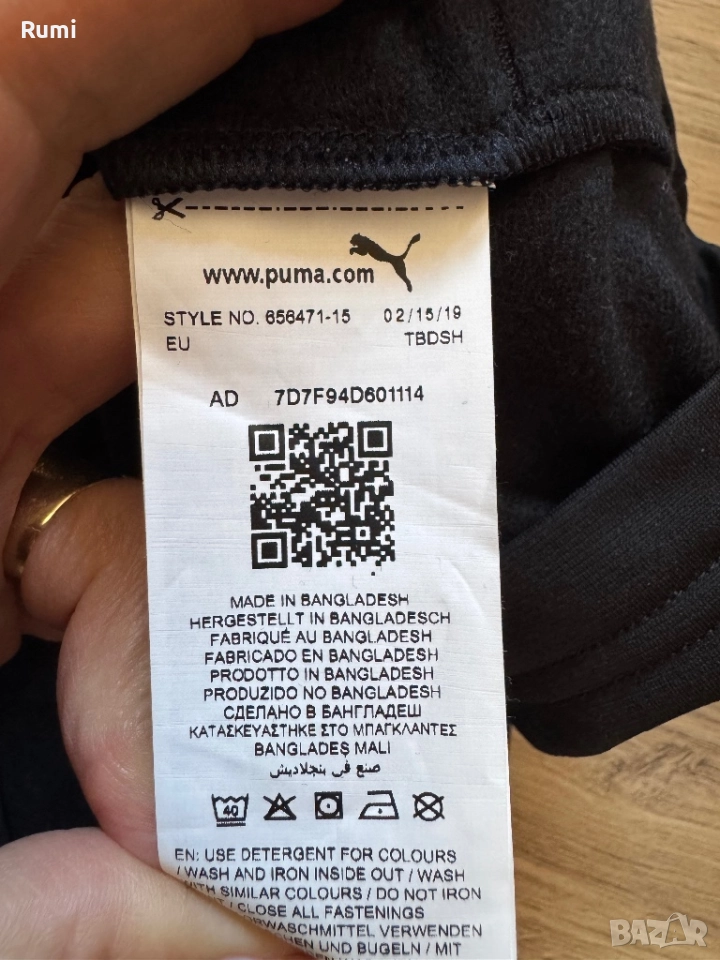 Rumi
www.puma.com
STYLE NO. 656471-15 02/15/19
EU TBDSH
AD 7D7F94D601114
MADE IN BANGLADESH
HERGESTELLT IN BANGLADESCH
FABRIQUÉ AU BANGLADESH
FABRICADO EN BANGLADESH
PRODOTTO IN BANGLADESH
PRODUZIDO NO BANGLADESH
СДЕЛАНО В БАНГЛАДЕШ
ΚΑΤΑΣΚΕΥΑΣΤΗΚΕ ΣΤΟ ΜΠΑΓΚΛΑΝΤΕΣ
BANGLADEŞ MALI
صنع في بنجلاديش
40
EN: USE DETERGENT FOR COLOURS
/ WASH AND IRON INSIDE OUT / WASH
WITH SIMILAR COLOURS / DO NOT IRON
/ CLOSE ALL FASTENINGS
UND BUGELN / MIT
BAZAR